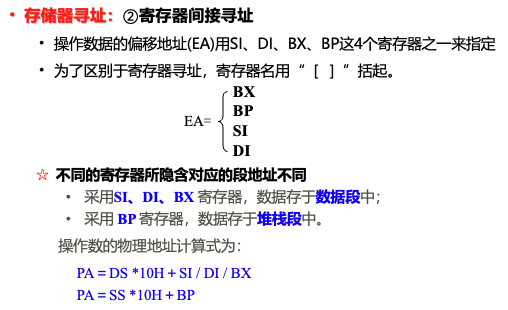 • 存储器寻址：②寄存器间接寻址
• 操作数据的偏移地址(EA)用SI、DI、BX、BP这4个寄存器之一来指定
• 为了区别于寄存器寻址，寄存器名用“［ ］”括起。
BX
BP
EA=
SI
DI
☆ 不同的寄存器所隐含对应的段地址不同
• 采用SI、DI、BX 寄存器，数据存于数据段中；
• 采用 BP 寄存器，数据存于堆栈段中。
操作数的物理地址计算式为：
PA＝DS *10H＋SI / DI / BX
PA＝SS *10H＋BP